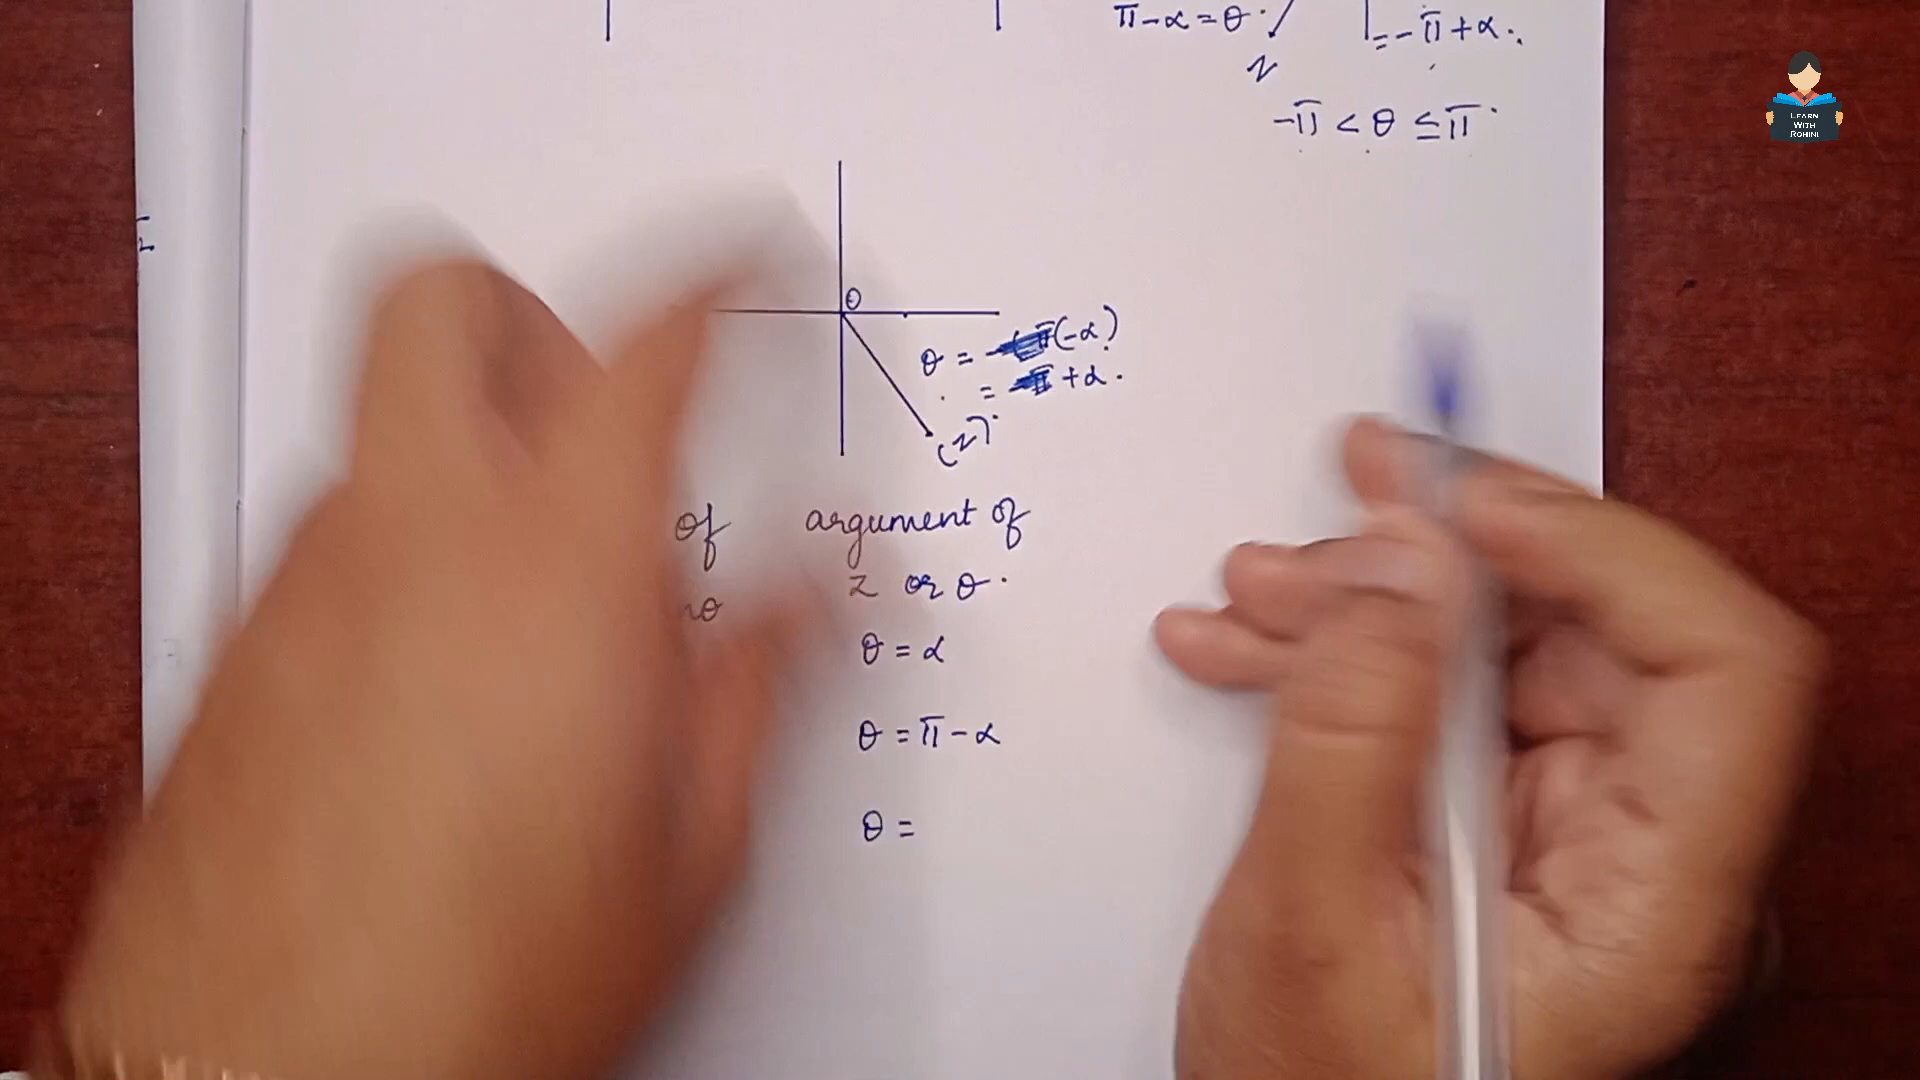 π-α=θ.
=-π+α.
z
-π<θ≤π
LEARN
WITH
ROHINI
θ
θ = (-α)
= +α.
(z)
of argument of
z or θ.
θ = α
θ = π-α
θ =